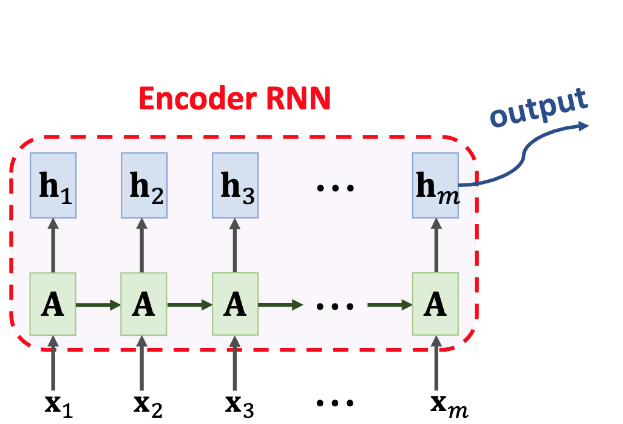 Encoder RNN
output
h₁ h₂ h₃ ··· hₘ
A A A ··· A
x₁ x₂ x₃ ··· xₘ